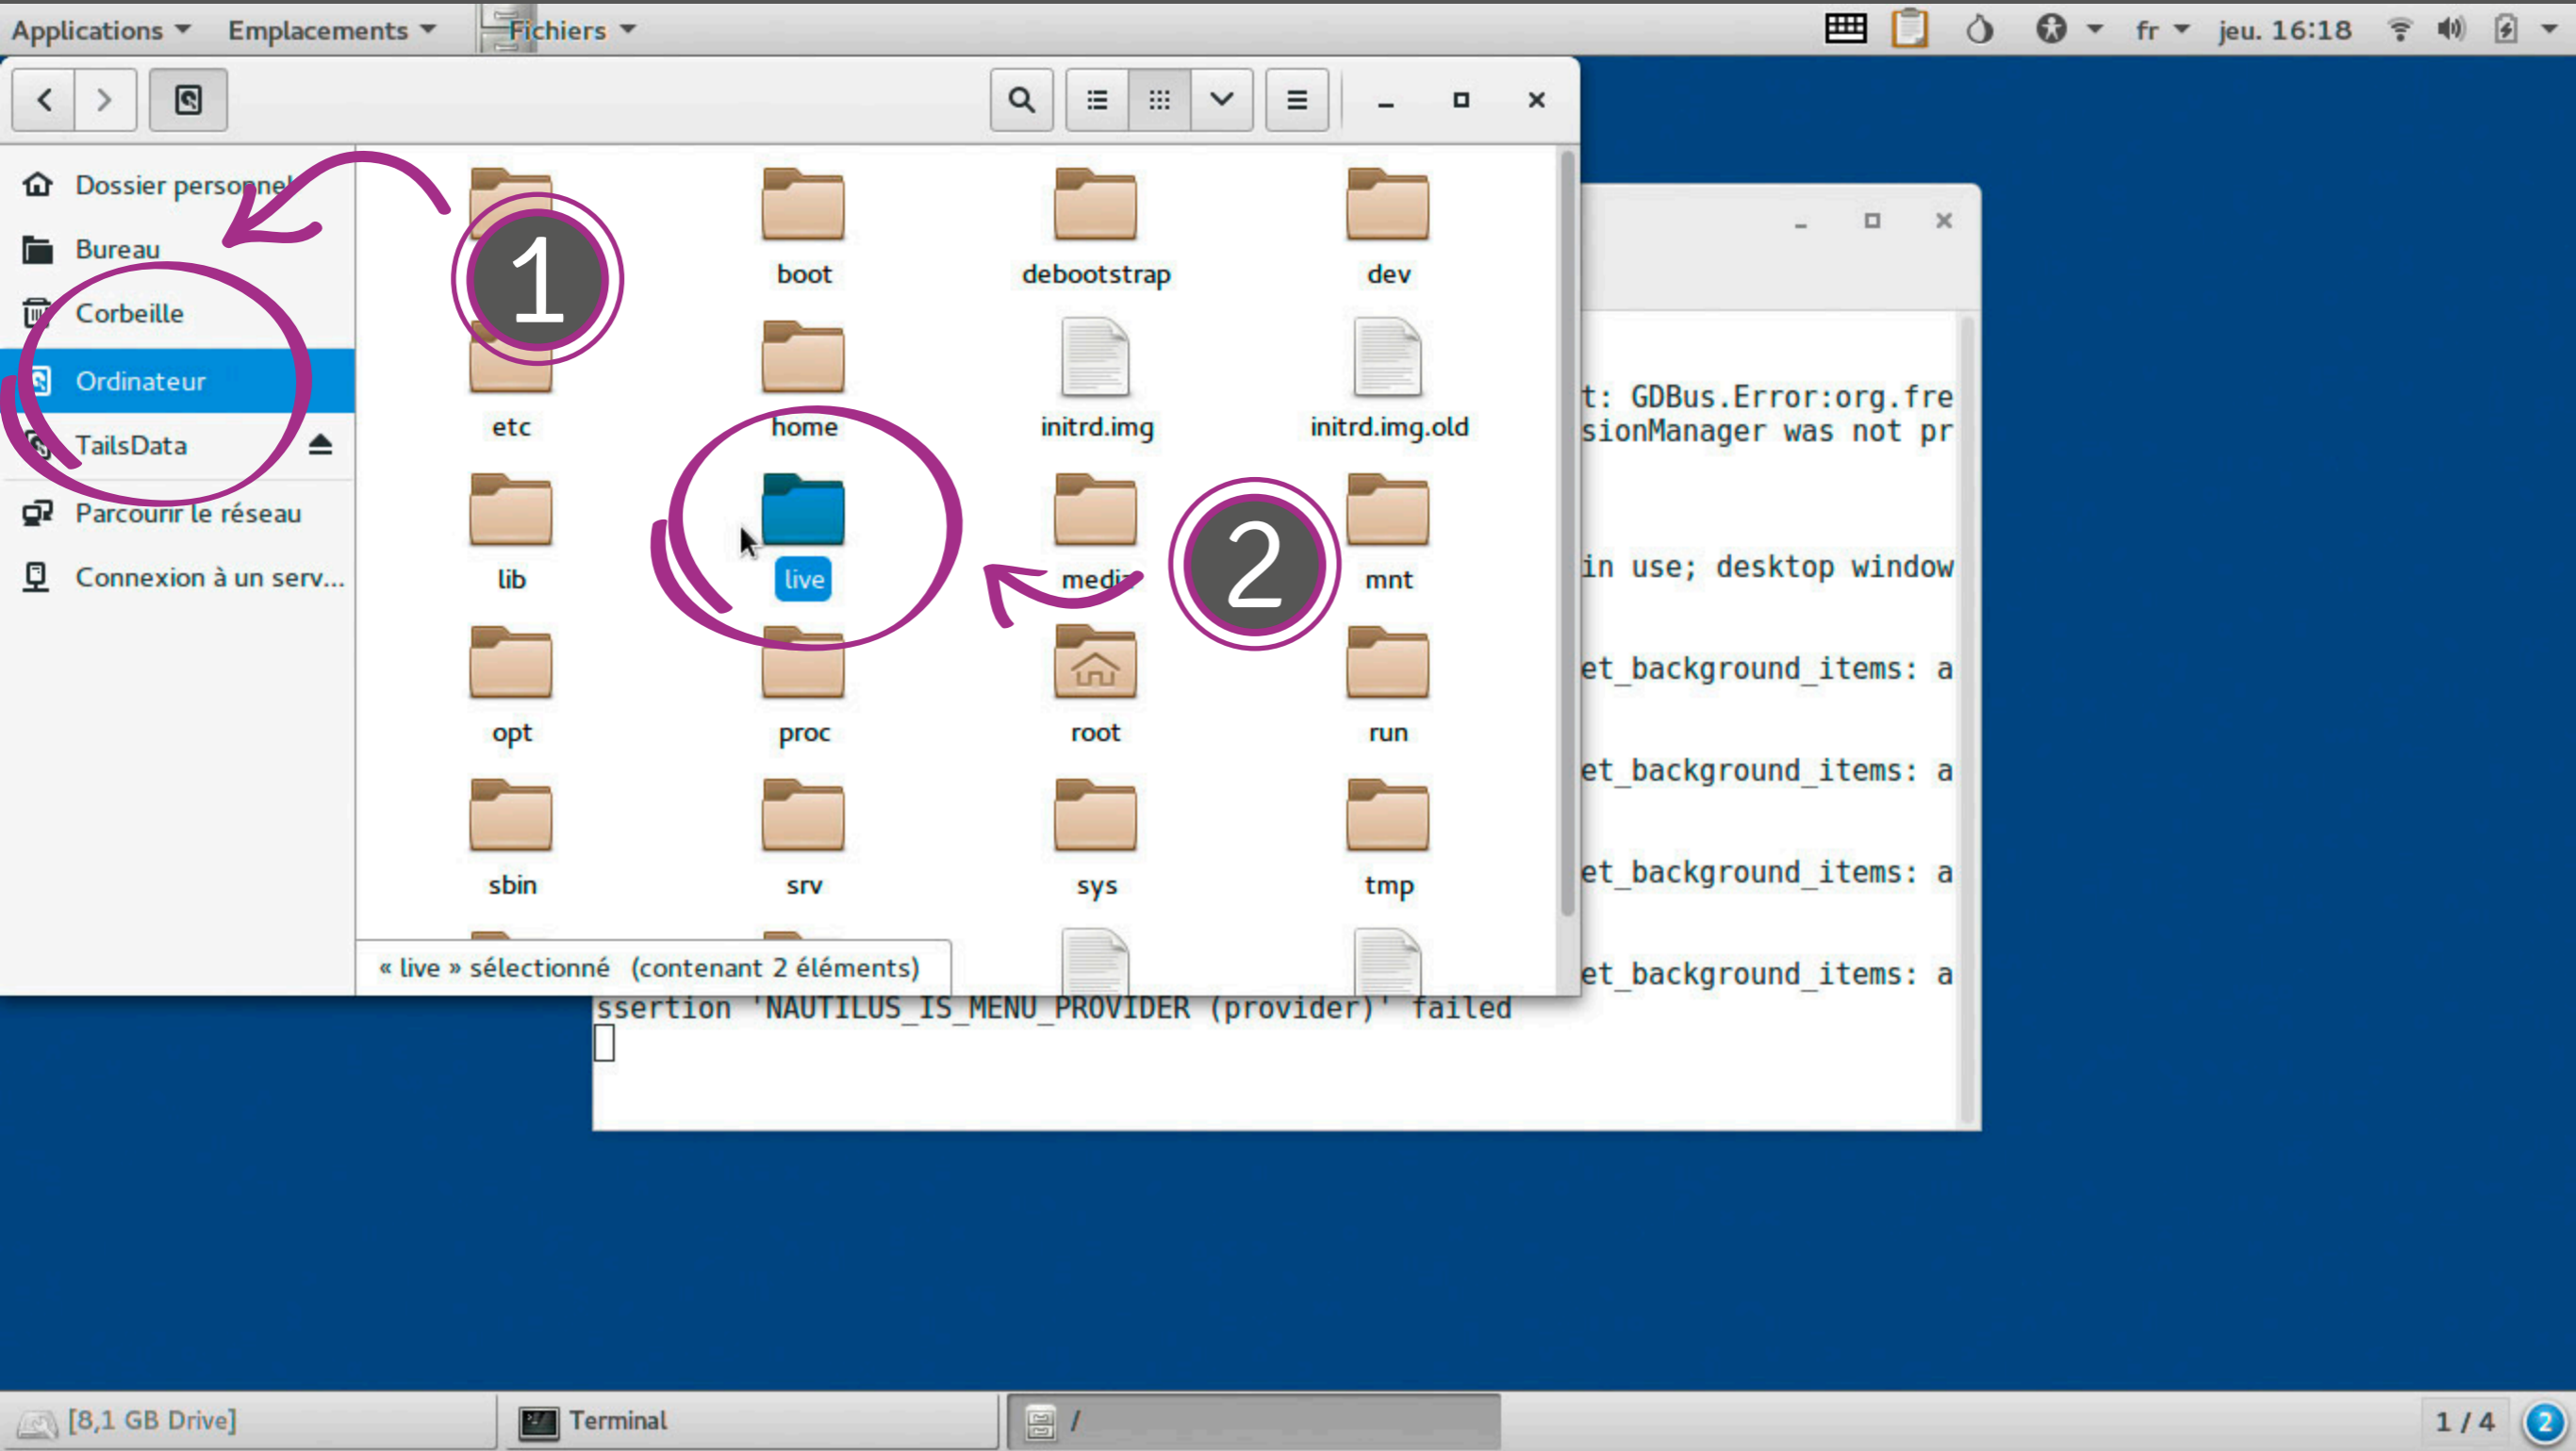 Applications Emplacements Fichiers fr jeu. 16:18
Dossier personnel
Bureau
Corbeille
Ordinateur
TailsData
Parcourir le réseau
Connexion à un serv...
1
boot debootstrap dev
etc home initrd.img initrd.img.old
lib live media mnt
2
opt proc root run
sbin srv sys tmp
« live » sélectionné (contenant 2 éléments)
t: GDBus.Error:org.fre
sionManager was not pr
in use; desktop window
et_background_items: a
et_background_items: a
et_background_items: a
et_background_items: a
ssertion 'NAUTILUS_IS_MENU_PROVIDER (provider)' failed
[8,1 GB Drive] Terminal / 1 / 4 2